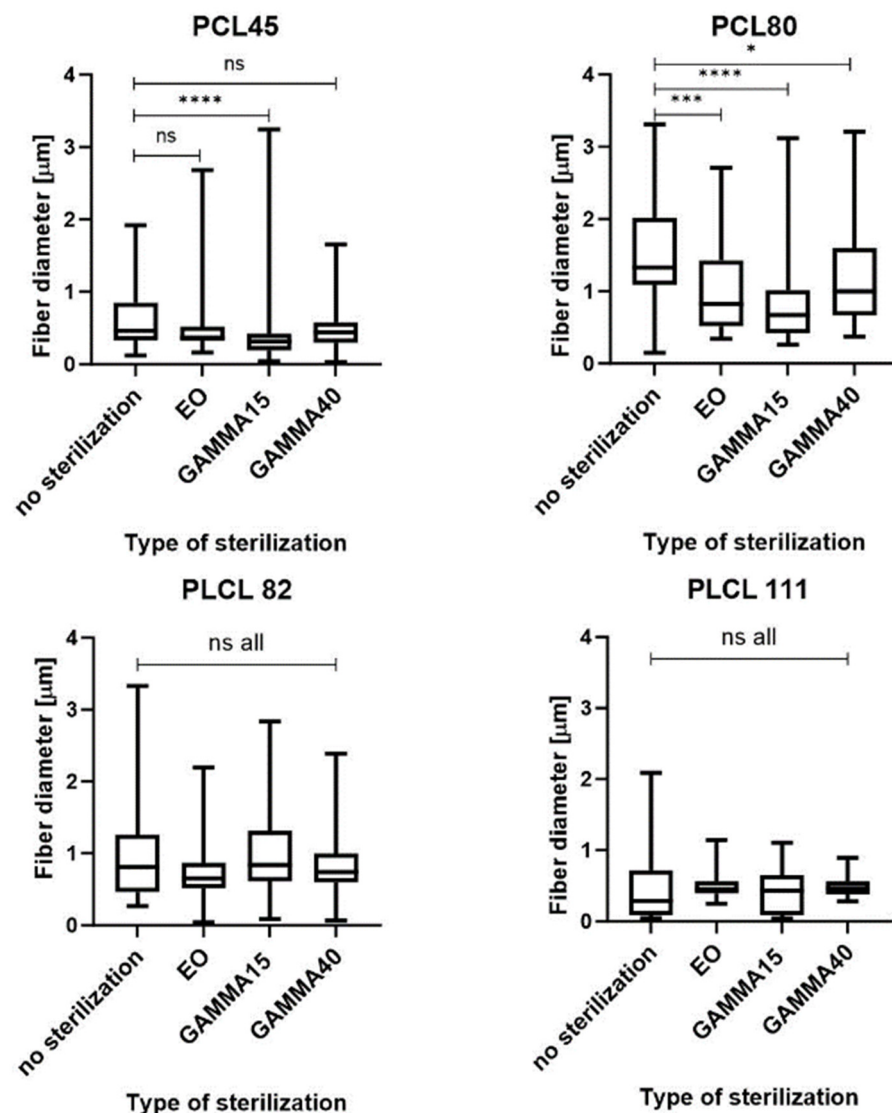 PCL45
ns
****
ns
Fiber diameter [μm]
4
3
2
1
0
no sterilization
EO
GAMMA15
GAMMA40
Type of sterilization
PCL80
*
****
***
Fiber diameter [μm]
4
3
2
1
0
no sterilization
EO
GAMMA15
GAMMA40
Type of sterilization
PLCL 82
ns all
Fiber diameter [μm]
4
3
2
1
0
no sterilization
EO
GAMMA15
GAMMA40
Type of sterilization
PLCL 111
ns all
Fiber diameter [μm]
4
3
2
1
0
no sterilization
EO
GAMMA15
GAMMA40
Type of sterilization